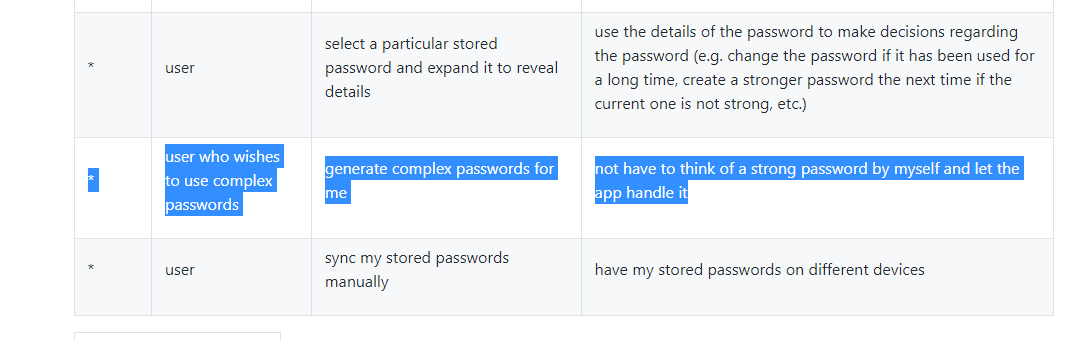 *
user
select a particular stored
password and expand it to reveal
details
use the details of the password to make decisions regarding
the password (e.g. change the password if it has been used for
a long time, create a stronger password the next time if the
current one is not strong, etc.)
*
user who wishes
to use complex
passwords
generate complex passwords for
me
not have to think of a strong password by myself and let the
app handle it
*
user
sync my stored passwords
manually
have my stored passwords on different devices